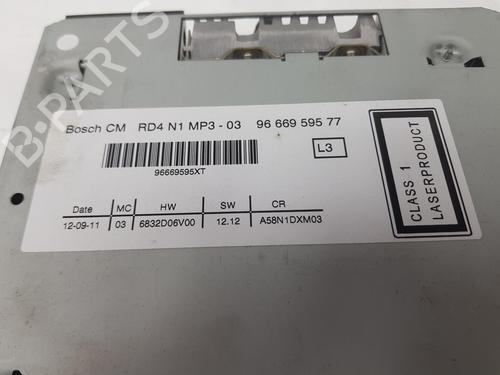 B-PARTS
Bosch CM RD4 N1 MP3 - 03 96 669 595 77
L3
96669595XT
Date MC HW SW CR
12-09-11 03 6832D06V00 12.12 A58N1DXM03
CLASS 1
LASERPRODUCT